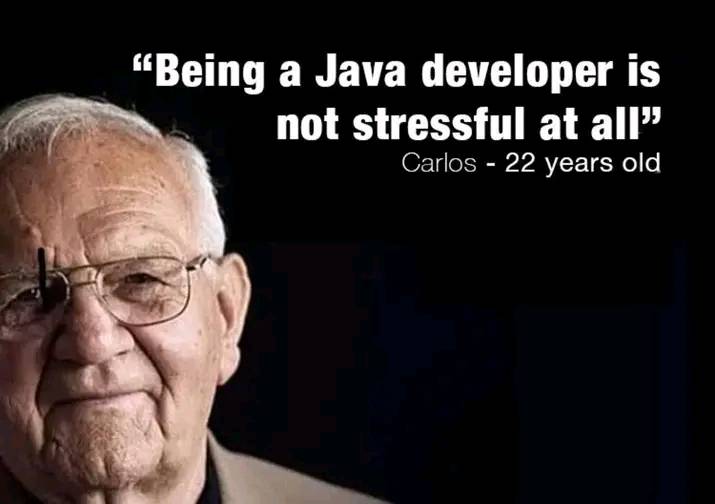 “Being a Java developer is
not stressful at all”
Carlos - 22 years old